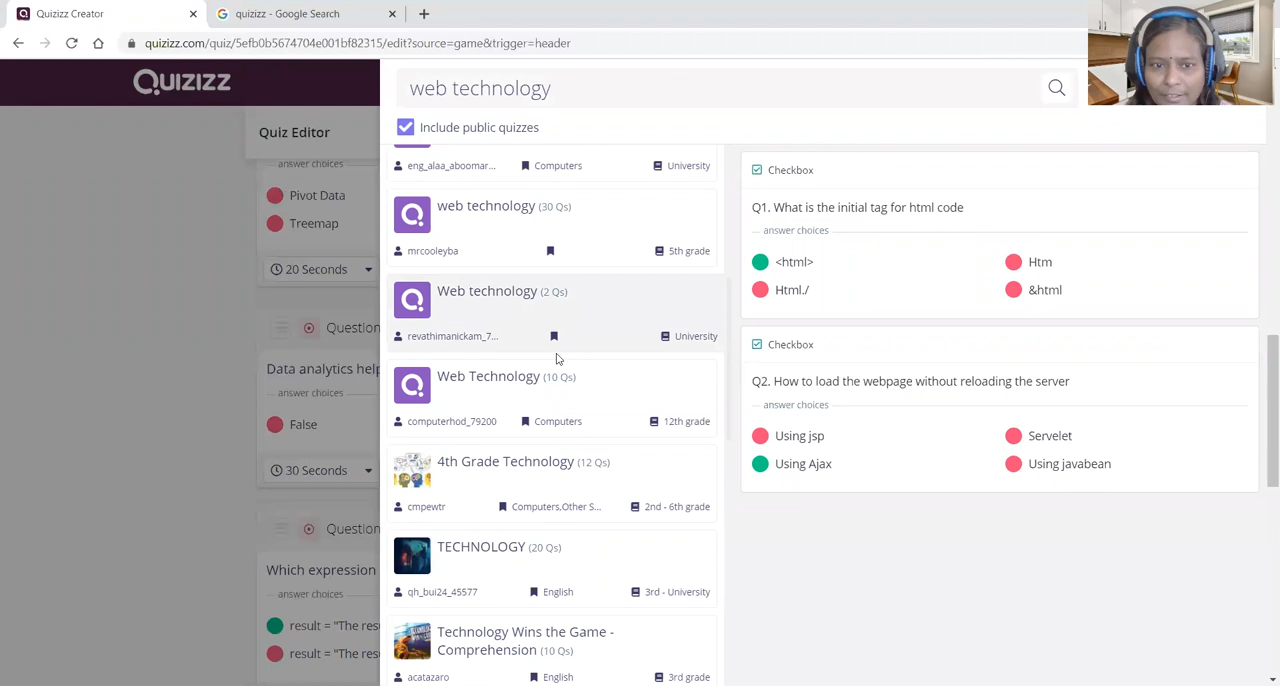 Quizizz Creator
quizizz - Google Search
quizizz.com/quiz/5efb0b5674704e001bf82315/edit?source=game&trigger=header
QUIZIZZ
Quiz Editor
answer choices
Pivot Data
Treemap
20 Seconds
Question
Data analytics help
answer choices
False
30 Seconds
Question
Which expression
answer choices
result = "The resu
result = "The resu
web technology
Include public quizzes
eng_alaa_aboomar... Computers University
web technology (30 Qs)
mrcooleyba 5th grade
Web technology (2 Qs)
revathimanickam_7... University
Web Technology (10 Qs)
computerhod_79200 Computers 12th grade
4th Grade Technology (12 Qs)
cmpewtr Computers,Other S... 2nd - 6th grade
TECHNOLOGY (20 Qs)
qh_bui24_45577 English 3rd - University
Technology Wins the Game -
Comprehension (10 Qs)
acatazaro English 3rd grade
Checkbox
Q1. What is the initial tag for html code
answer choices
<html> Htm
Html./ &html
Checkbox
Q2. How to load the webpage without reloading the server
answer choices
Using jsp Servelet
Using Ajax Using javabean